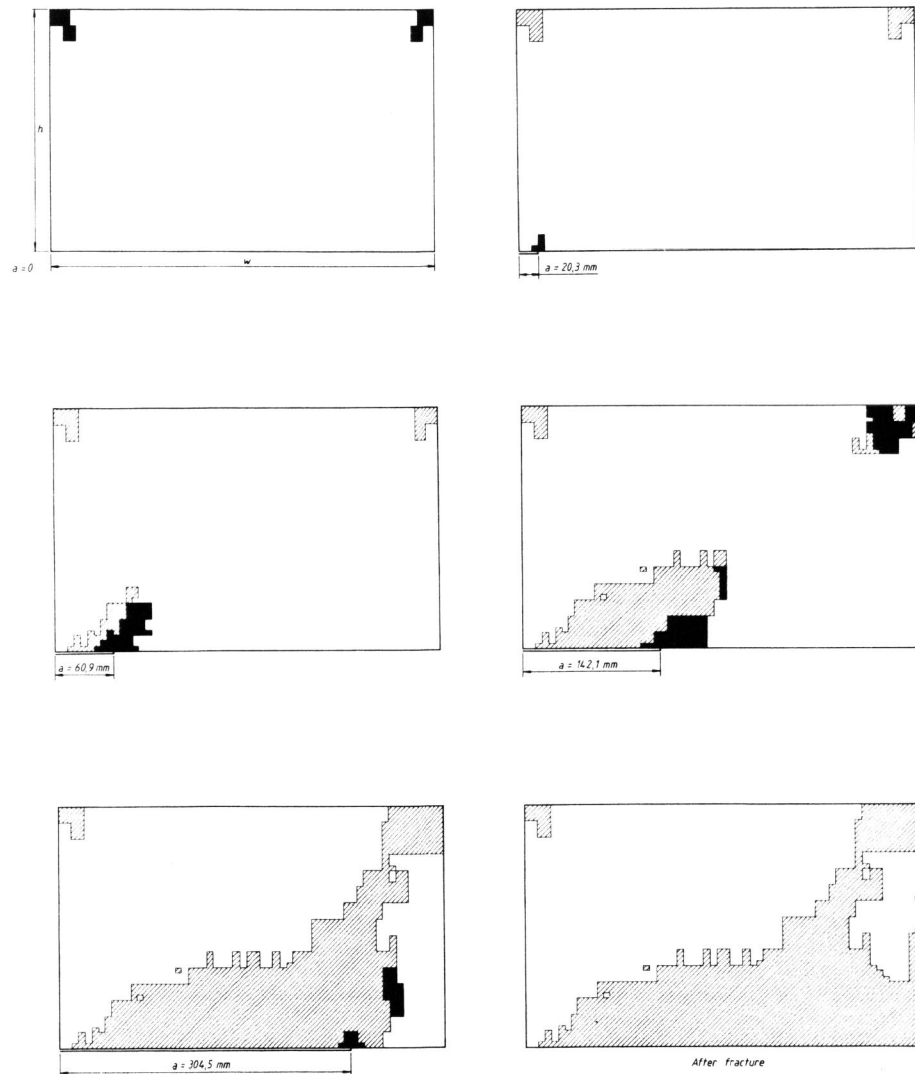 h
w
a = 0
a = 20,3 mm
a = 60,9 mm
a = 142,1 mm
a = 304,5 mm
After fracture